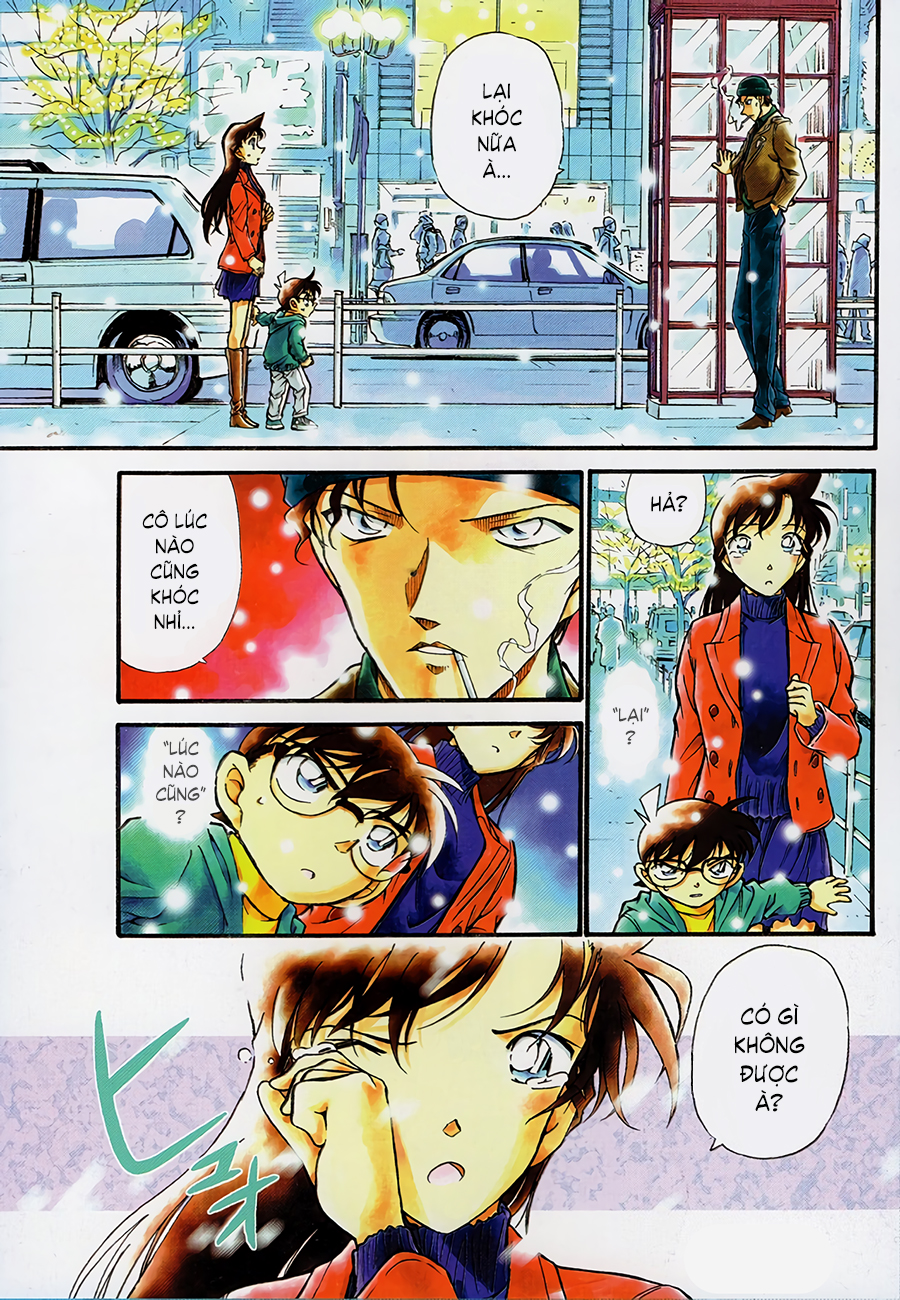 LẠI
KHÓC
NỮA
À...
HẢ?
"LẠI"
?
CÔ LÚC
NÀO
CŨNG
KHÓC
NHỈ...
"LÚC
NÀO
CŨNG"
?
CÓ GÌ
KHÔNG
ĐƯỢC
À?
ヒュオ